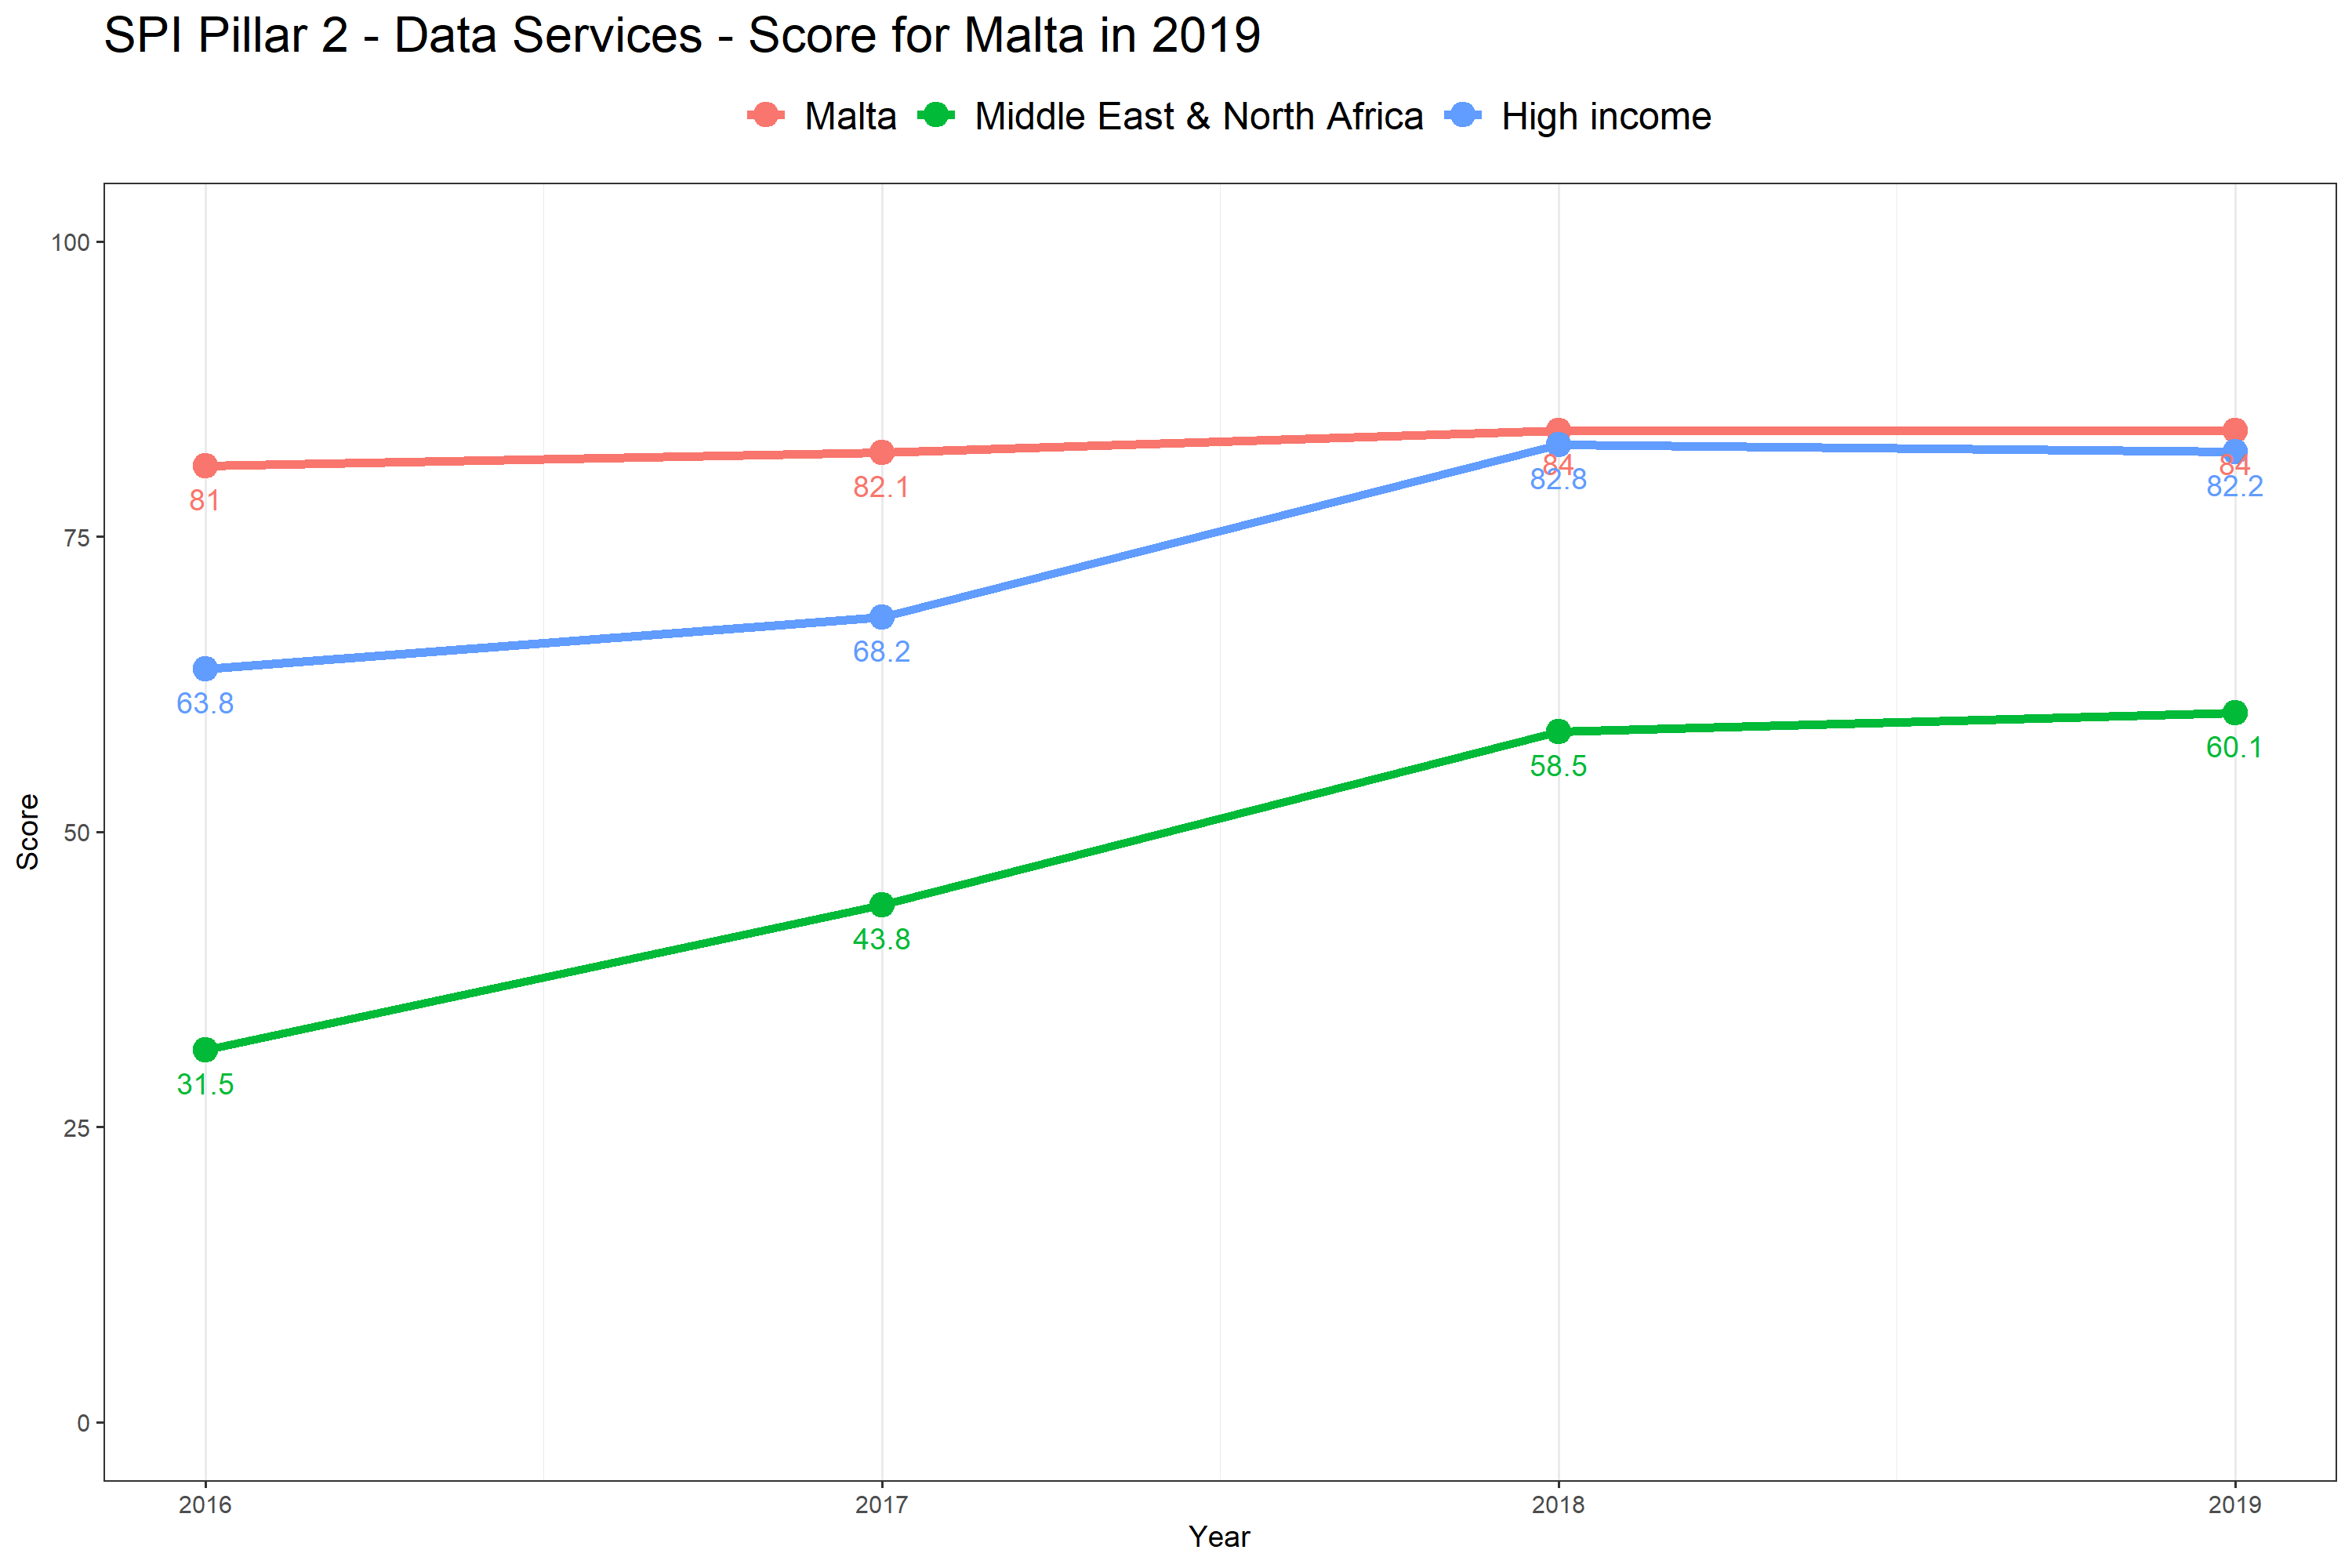 SPI Pillar 2 - Data Services - Score for Malta in 2019
Malta Middle East & North Africa High income
100
84 84
81 82.1 82.8 82.2
75
68.2
63.8
60.1
58.5
50
Score
43.8
31.5
25
0
2016 2017 2018 2019
Year